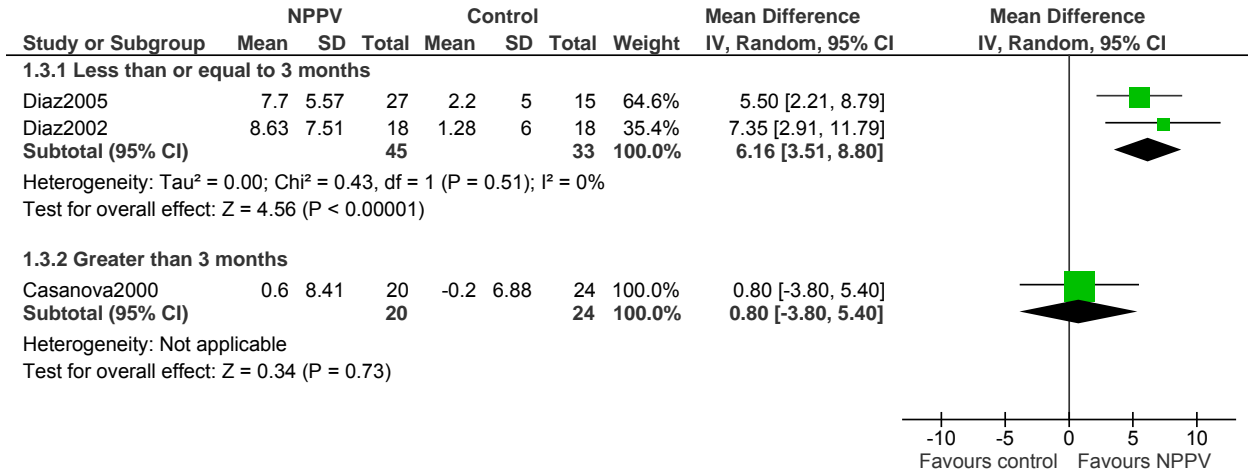 NPPV Control Mean Difference Mean Difference
Study or Subgroup Mean SD Total Mean SD Total Weight IV, Random, 95% CI IV, Random, 95% CI
1.3.1 Less than or equal to 3 months
Diaz2005 7.7 5.57 27 2.2 5 15 64.6% 5.50 [2.21, 8.79]
Diaz2002 8.63 7.51 18 1.28 6 18 35.4% 7.35 [2.91, 11.79]
Subtotal (95% CI) 45 33 100.0% 6.16 [3.51, 8.80]
Heterogeneity: Tau² = 0.00; Chi² = 0.43, df = 1 (P = 0.51); I² = 0%
Test for overall effect: Z = 4.56 (P < 0.00001)
1.3.2 Greater than 3 months
Casanova2000 0.6 8.41 20 -0.2 6.88 24 100.0% 0.80 [-3.80, 5.40]
Subtotal (95% CI) 20 24 100.0% 0.80 [-3.80, 5.40]
Heterogeneity: Not applicable
Test for overall effect: Z = 0.34 (P = 0.73)
-10 -5 0 5 10
Favours control Favours NPPV